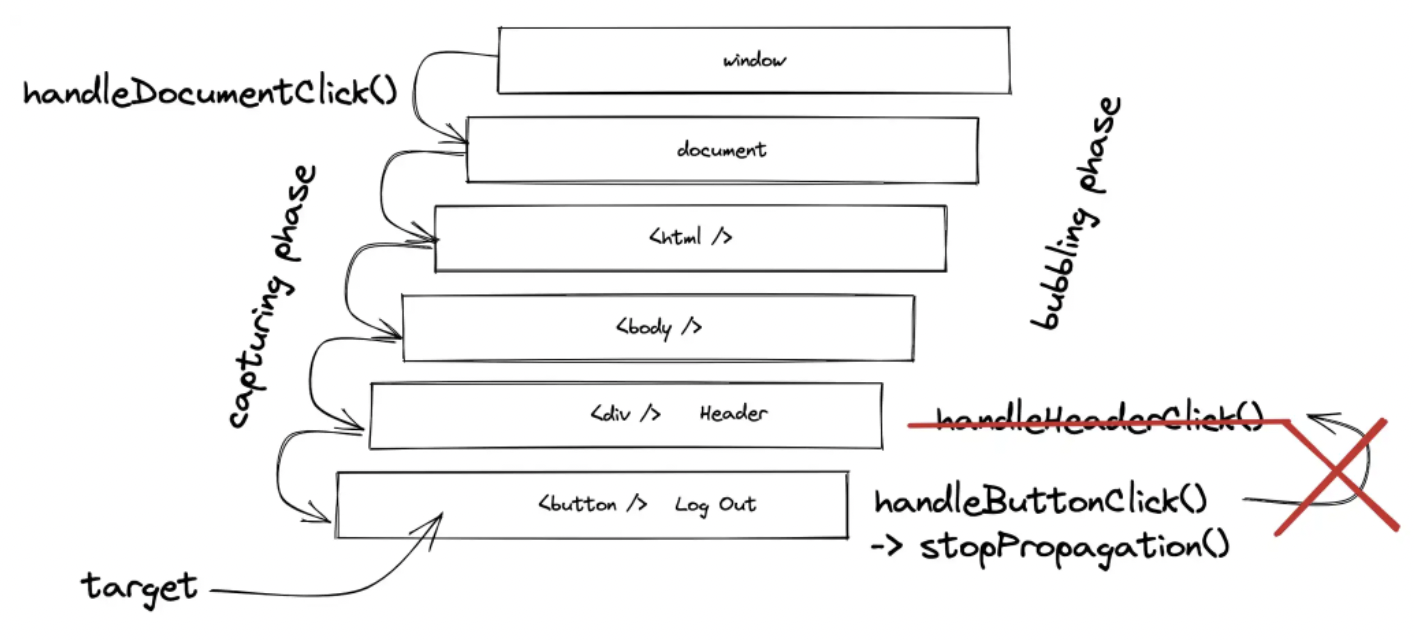 window
handleDocumentClick()
document
capturing phase
bubbling phase
<html />
<body />
<div /> Header
handleHeaderClick()
<button /> Log Out
handleButtonClick()
-> stopPropagation()
target